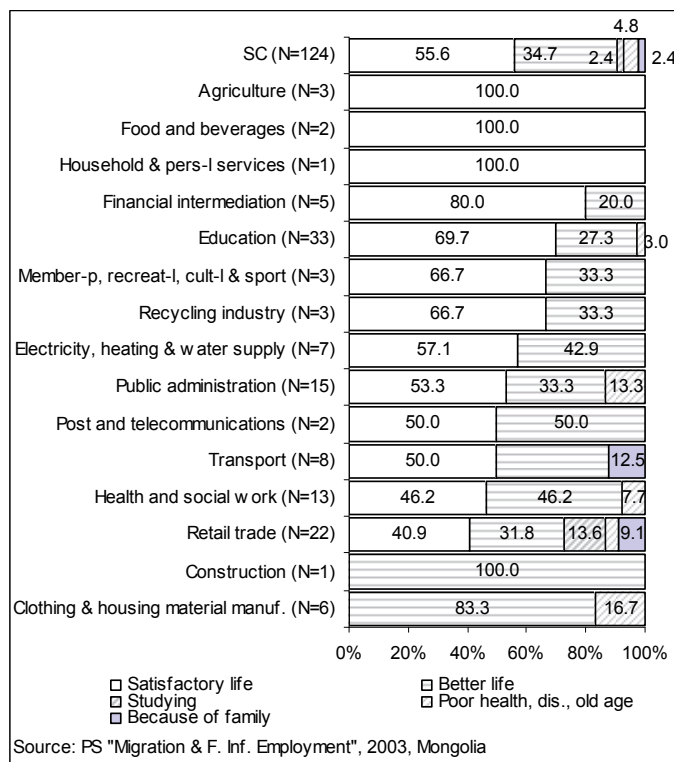 4.8
SC (N=124) 55.6 34.7 2.4 2.4
Agriculture (N=3) 100.0
Food and beverages (N=2) 100.0
Household & pers-l services (N=1) 100.0
Financial intermediation (N=5) 80.0 20.0
Education (N=33) 69.7 27.3 3.0
Member-p, recreat-l, cult-l & sport (N=3) 66.7 33.3
Recycling industry (N=3) 66.7 33.3
Electricity, heating & water supply (N=7) 57.1 42.9
Public administration (N=15) 53.3 33.3 13.3
Post and telecommunications (N=2) 50.0 50.0
Transport (N=8) 50.0 12.5
Health and social work (N=13) 46.2 46.2 7.7
Retail trade (N=22) 40.9 31.8 13.6 9.1
Construction (N=1) 100.0
Clothing & housing material manuf. (N=6) 83.3 16.7
0% 20% 40% 60% 80% 100%
Satisfactory life Better life
Studying Poor health, dis., old age
Because of family
Source: PS "Migration & F. Inf. Employment", 2003, Mongolia